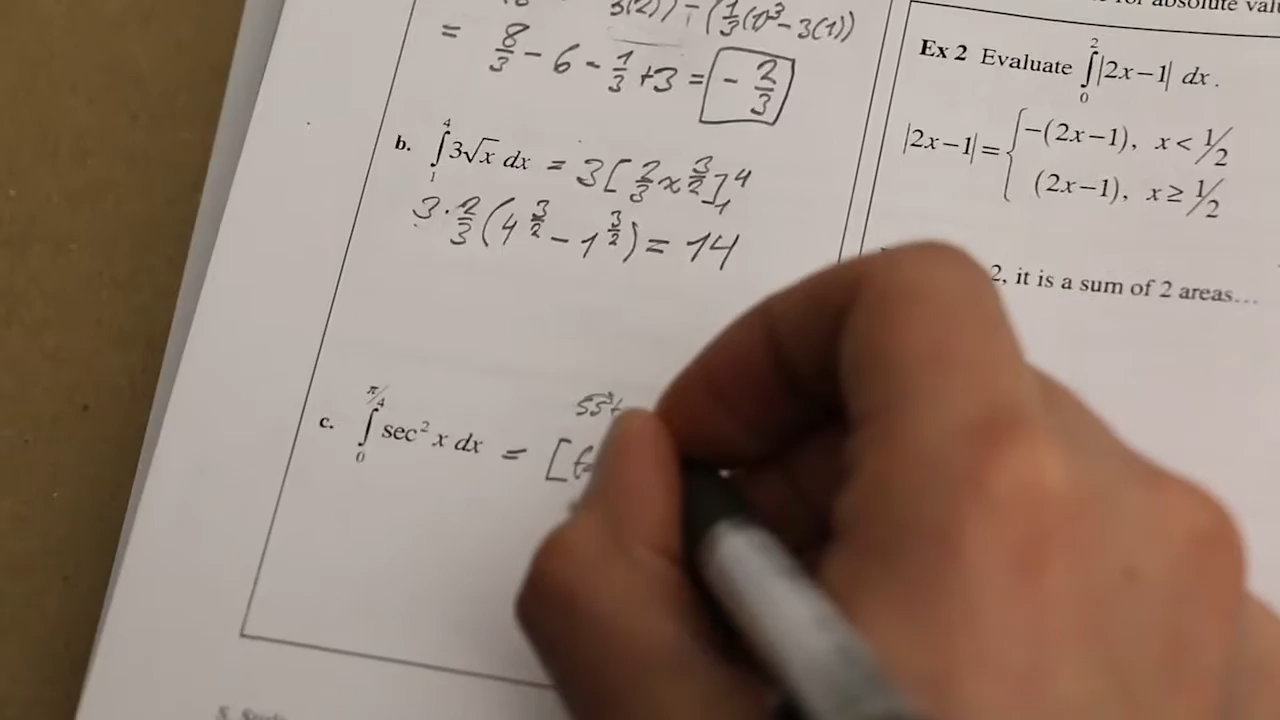 3(2)) - (1/3(1)³ - 3(1))
= 8/3 - 6 - 1/3 + 3 = - 2/3
b. ∫₁⁴ 3√x dx = 3[2/3 x^(3/2)]₁⁴
3·2/3(4^(3/2) - 1^(3/2)) = 14
c. ∫₀^(π/4) sec² x dx = [
for absolute
Ex 2 Evaluate ∫₀² |2x−1| dx.
|2x−1| = { −(2x−1), x < 1/2
(2x−1), x ≥ 1/2
2, it is a sum of 2 areas…